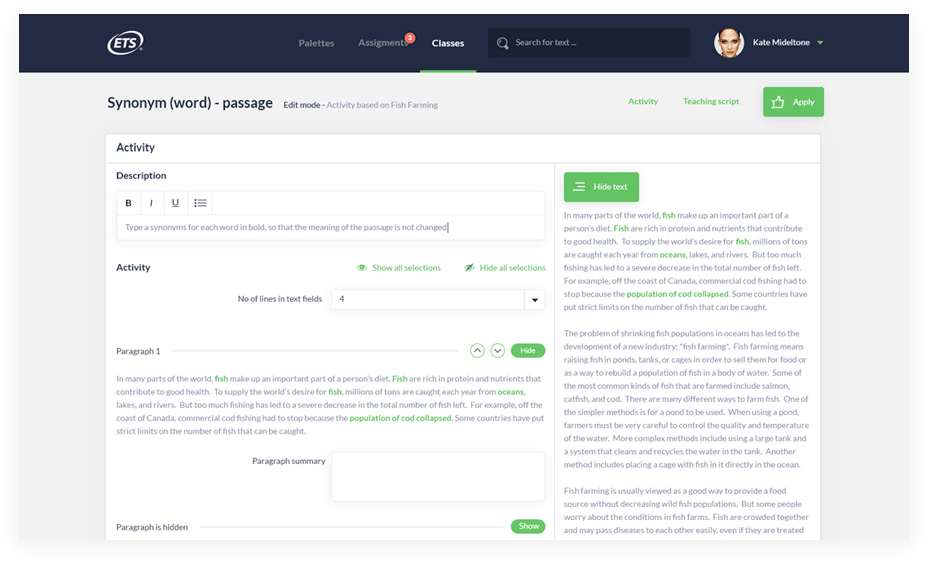 ETS
Palettes
Assigments
2
Classes
Search for text ...
Kate Mideltone
Synonym (word) - passage
Edit mode - Activity based on Fish Farming
Activity
Teaching script
Apply
Activity
Description
B I U
Type a synonyms for each word in bold, so that the meaning of the passage is not changed
Activity
Show all selections
Hide all selections
No of lines in text fields
4
Paragraph 1
Hide
In many parts of the world, fish make up an important part of a person's diet. Fish are rich in protein and nutrients that
contribute to good health. To supply the world's desire for fish, millions of tons are caught each year from oceans,
lakes, and rivers. But too much fishing has led to a severe decrease in the total number of fish left. For example, off the
coast of Canada, commercial cod fishing had to stop because the population of cod collapsed. Some countries have put
strict limits on the number of fish that can be caught.
Paragraph summary
Paragraph is hidden
Show
Hide text
In many parts of the world, fish make up an important part of a
person's diet. Fish are rich in protein and nutrients that contribute
to good health. To supply the world's desire for fish, millions of tons
are caught each year from oceans, lakes, and rivers. But too much
fishing has led to a severe decrease in the total number of fish left.
For example, off the coast of Canada, commercial cod fishing had to
stop because the population of cod collapsed. Some countries have
put strict limits on the number of fish that can be caught.
The problem of shrinking fish populations in oceans has led to the
development of a new industry: "fish farming". Fish farming means
raising fish in ponds, tanks, or cages in order to sell them for food or
as a way to rebuild a population of fish in a body of water. Some of
the most common kinds of fish that are farmed include salmon,
catfish, and cod. There are many different ways to farm fish. One of
the simpler methods is for a pond to be used. When using a pond,
farmers must be very careful to control the quality and temperature
of the water. More complex methods include using a large tank and
a system that cleans and recycles the water in the tank. Another
method includes placing a cage with fish in it directly in the ocean.
Fish farming is usually viewed as a good way to provide a food
source without decreasing wild fish populations. But some people
worry about the conditions in fish farms. Fish are crowded together
and may pass diseases to each other easily, even if they are treated